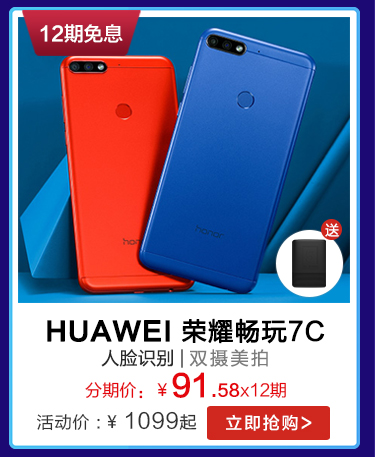 12期免息
honor
honor
送
HUAWEI 荣耀畅玩7C
人脸识别 | 双摄美拍
分期价：¥ 91.58x12期
活动价：¥ 1099起
立即抢购>